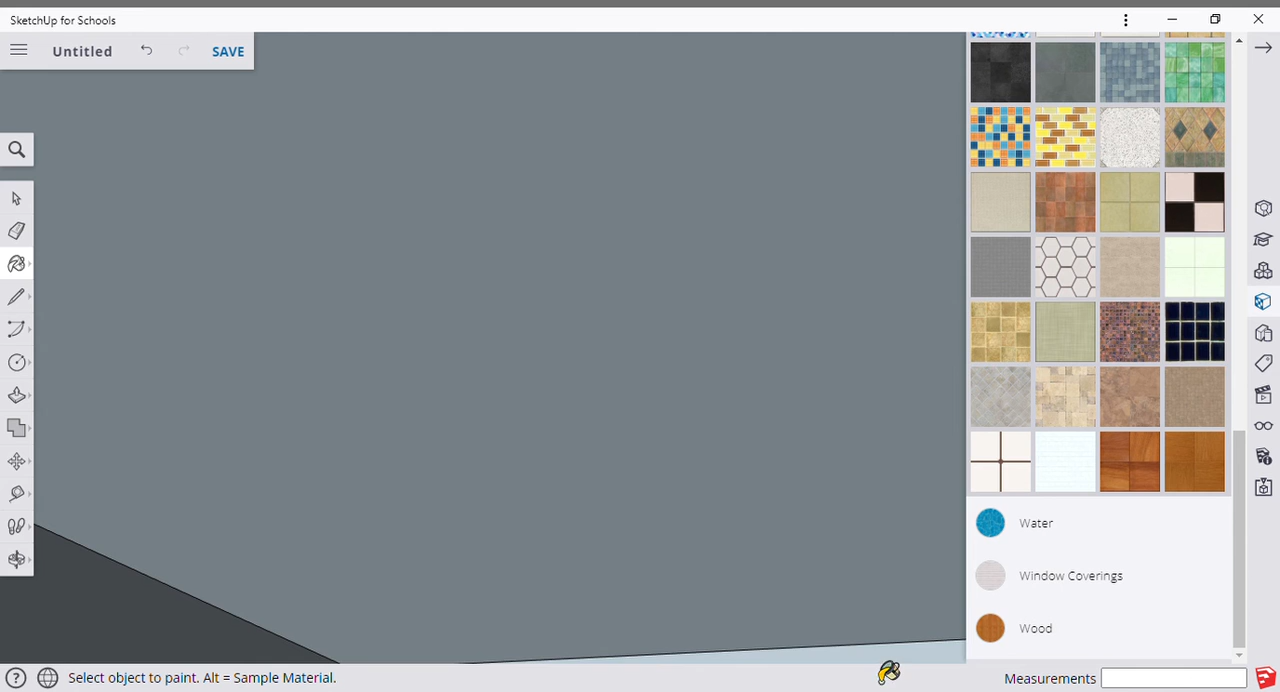 SketchUp for Schools
Untitled SAVE
Water
Window Coverings
Wood
Select object to paint. Alt = Sample Material.
Measurements